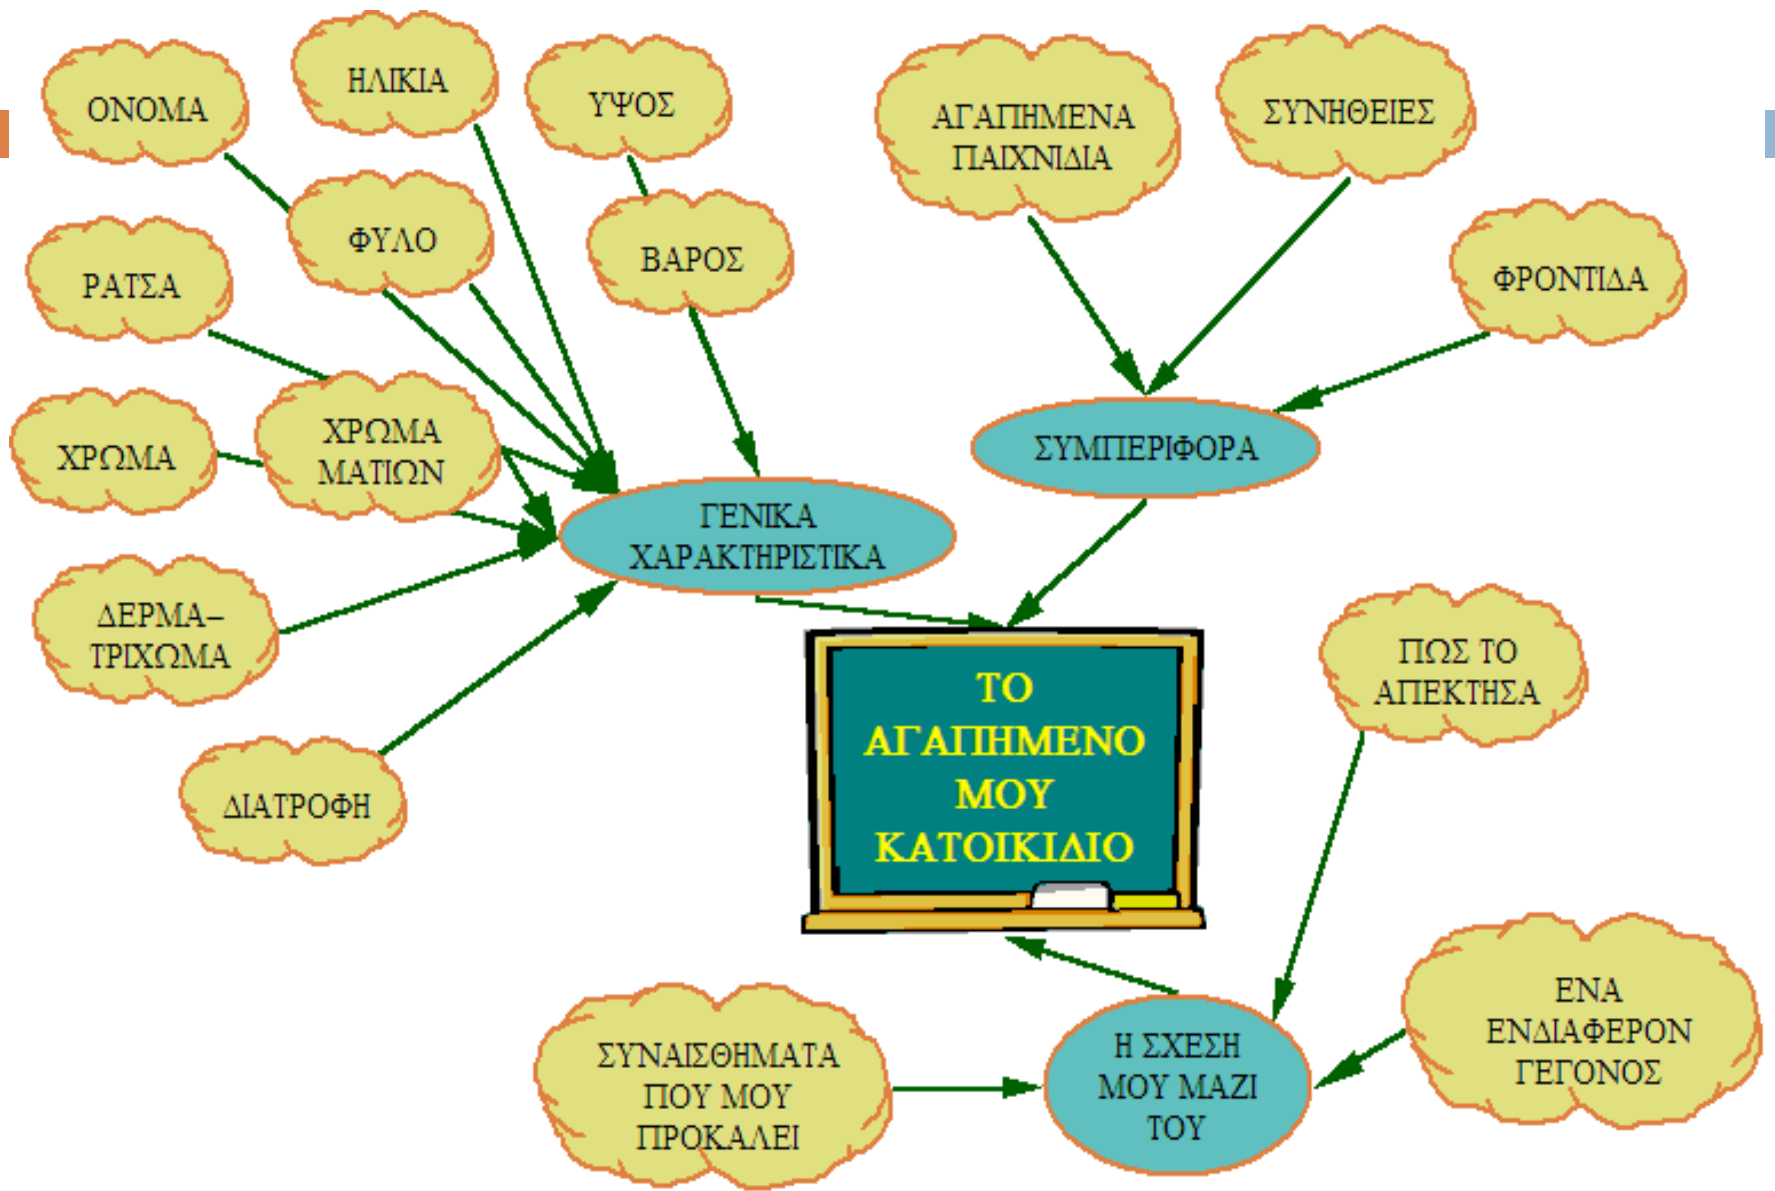 ΟΝΟΜΑ
ΗΛΙΚΙΑ
ΥΨΟΣ
ΑΓΑΠΗΜΕΝΑ
ΠΑΙΧΝΙΔΙΑ
ΣΥΝΗΘΕΙΕΣ
ΡΑΤΣΑ
ΦΥΛΟ
ΒΑΡΟΣ
ΦΡΟΝΤΙΔΑ
ΧΡΩΜΑ
ΧΡΩΜΑ
ΜΑΤΙΩΝ
ΣΥΜΠΕΡΙΦΟΡΑ
ΓΕΝΙΚΑ
ΧΑΡΑΚΤΗΡΙΣΤΙΚΑ
ΔΕΡΜΑ–
ΤΡΙΧΩΜΑ
ΔΙΑΤΡΟΦΗ
ΤΟ
ΑΓΑΠΗΜΕΝΟ
ΜΟΥ
ΚΑΤΟΙΚΙΔΙΟ
ΠΩΣ ΤΟ
ΑΠΕΚΤΗΣΑ
ΣΥΝΑΙΣΘΗΜΑΤΑ
ΠΟΥ ΜΟΥ
ΠΡΟΚΑΛΕΙ
Η ΣΧΕΣΗ
ΜΟΥ ΜΑΖΙ
ΤΟΥ
ΕΝΑ
ΕΝΔΙΑΦΕΡΟΝ
ΓΕΓΟΝΟΣ